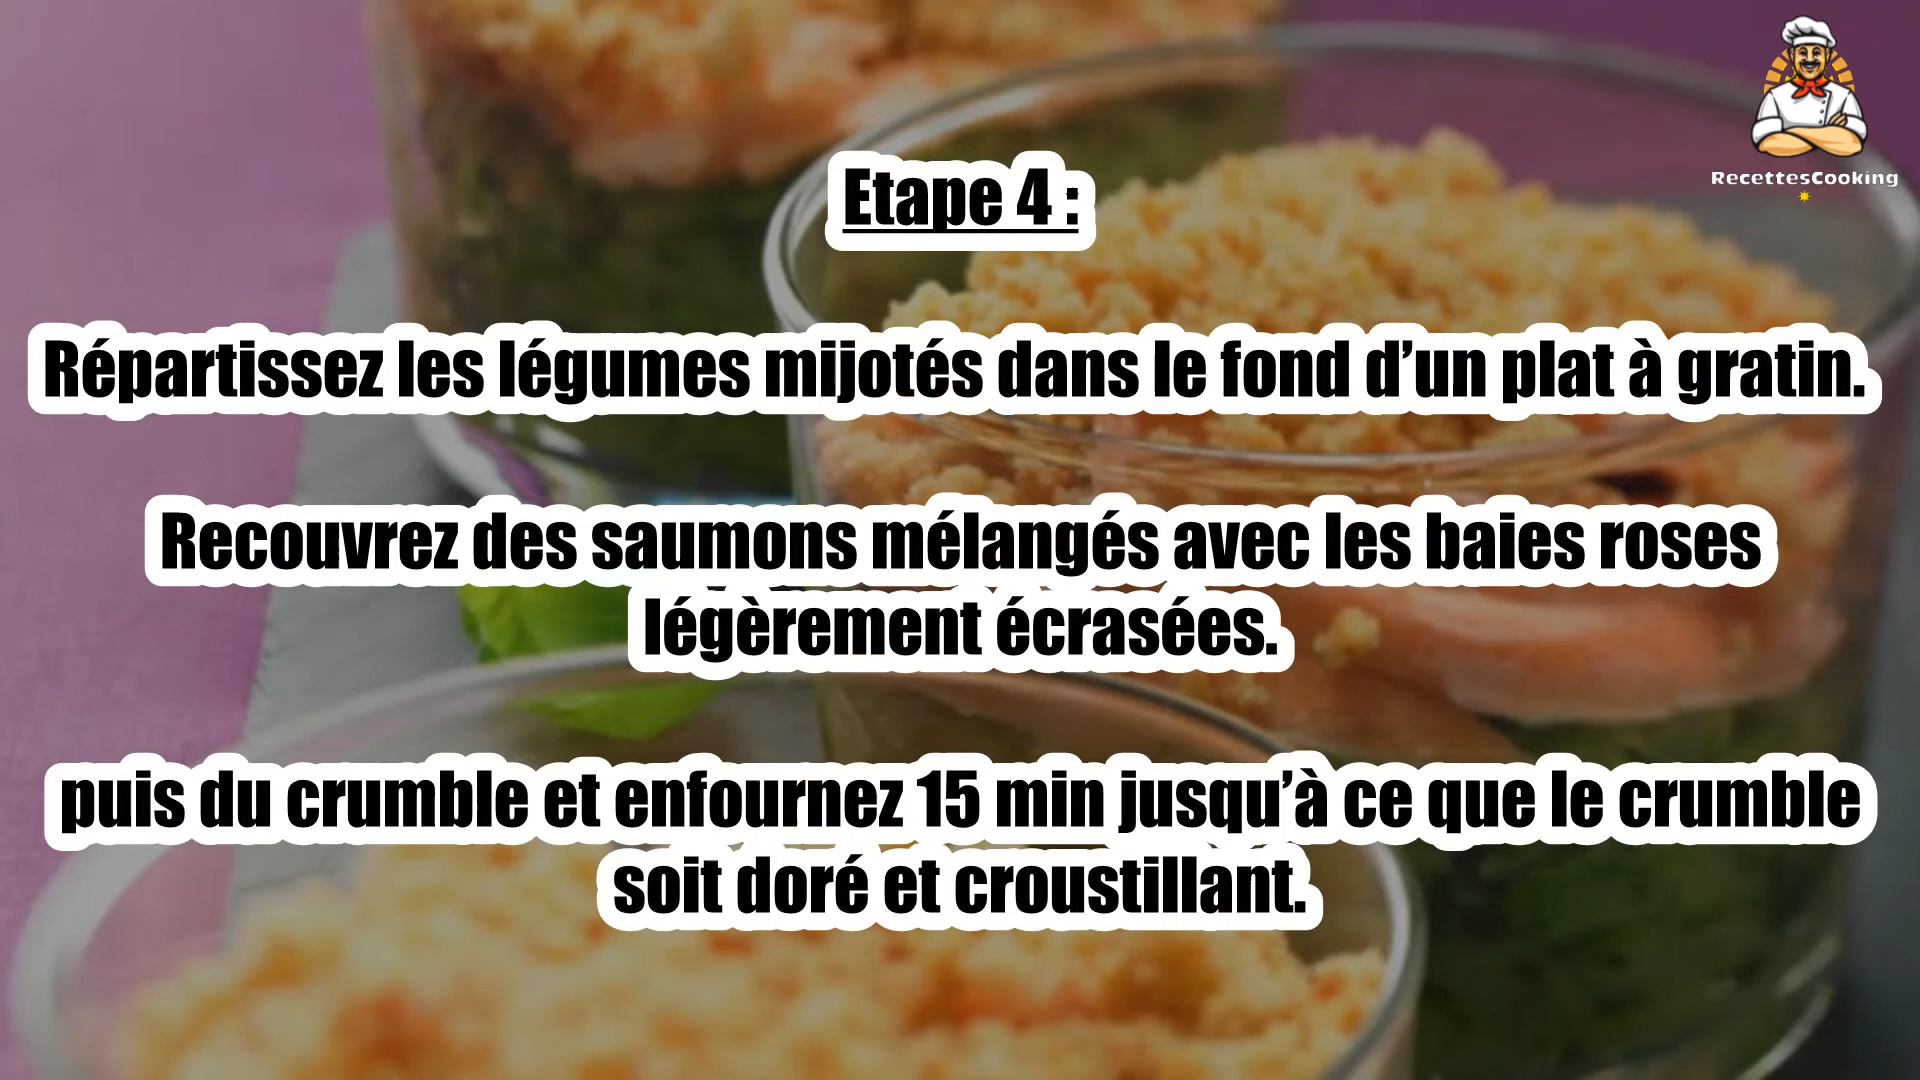 RecettesCooking
Etape 4 :
Répartissez les légumes mijotés dans le fond d’un plat à gratin.
Recouvrez des saumons mélangés avec les baies roses
légèrement écrasées.
puis du crumble et enfournez 15 min jusqu’à ce que le crumble
soit doré et croustillant.